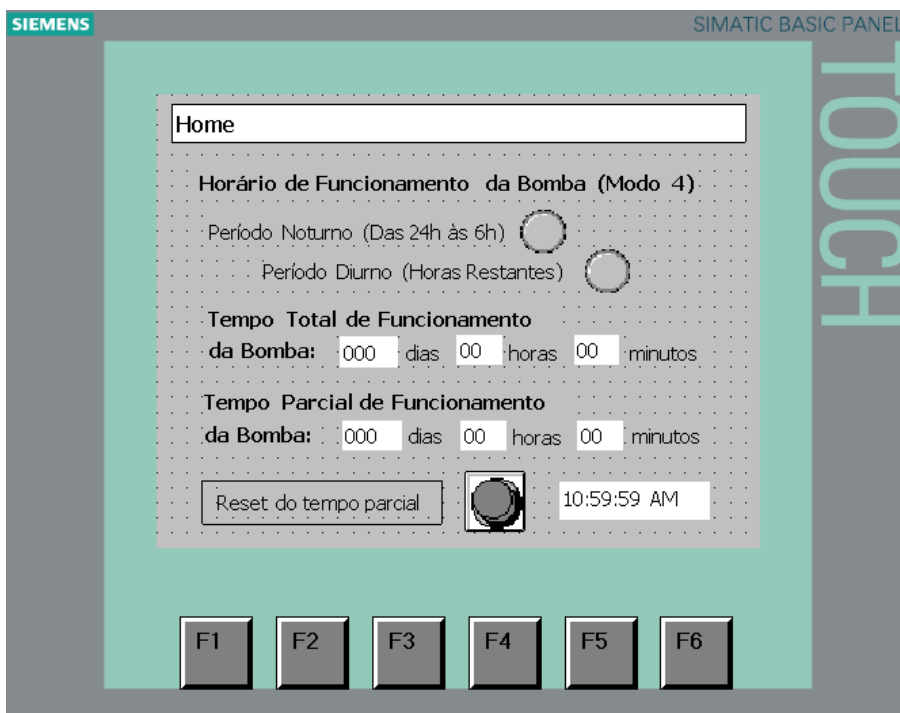 SIEMENS
SIMATIC BASIC PANEL
TOUCH
Home
Horário de Funcionamento da Bomba (Modo 4)
Período Noturno (Das 24h às 6h)
Período Diurno (Horas Restantes)
Tempo Total de Funcionamento
da Bomba: 000 dias 00 horas 00 minutos
Tempo Parcial de Funcionamento
da Bomba: 000 dias 00 horas 00 minutos
Reset do tempo parcial 10:59:59 AM
F1 F2 F3 F4 F5 F6